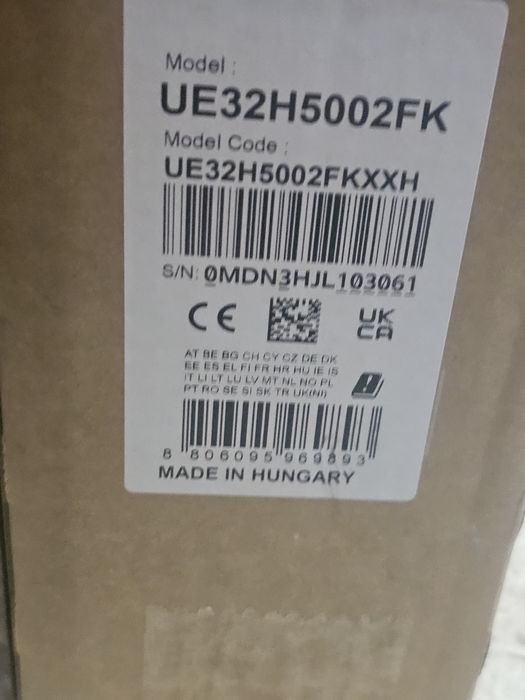 Model :
UE32H5002FK
Model Code :
UE32H5002FKXXH
S/N: 0MDN3HJL103061
CE
UK
CA
AT BE BG CH CY CZ DE DK
EE ES EL FI FR HR HU IE IS
IT LI LT LU LV MT NL NO PL
PT RO SE SI SK TR UK(NI)
8 806095 969893
MADE IN HUNGARY